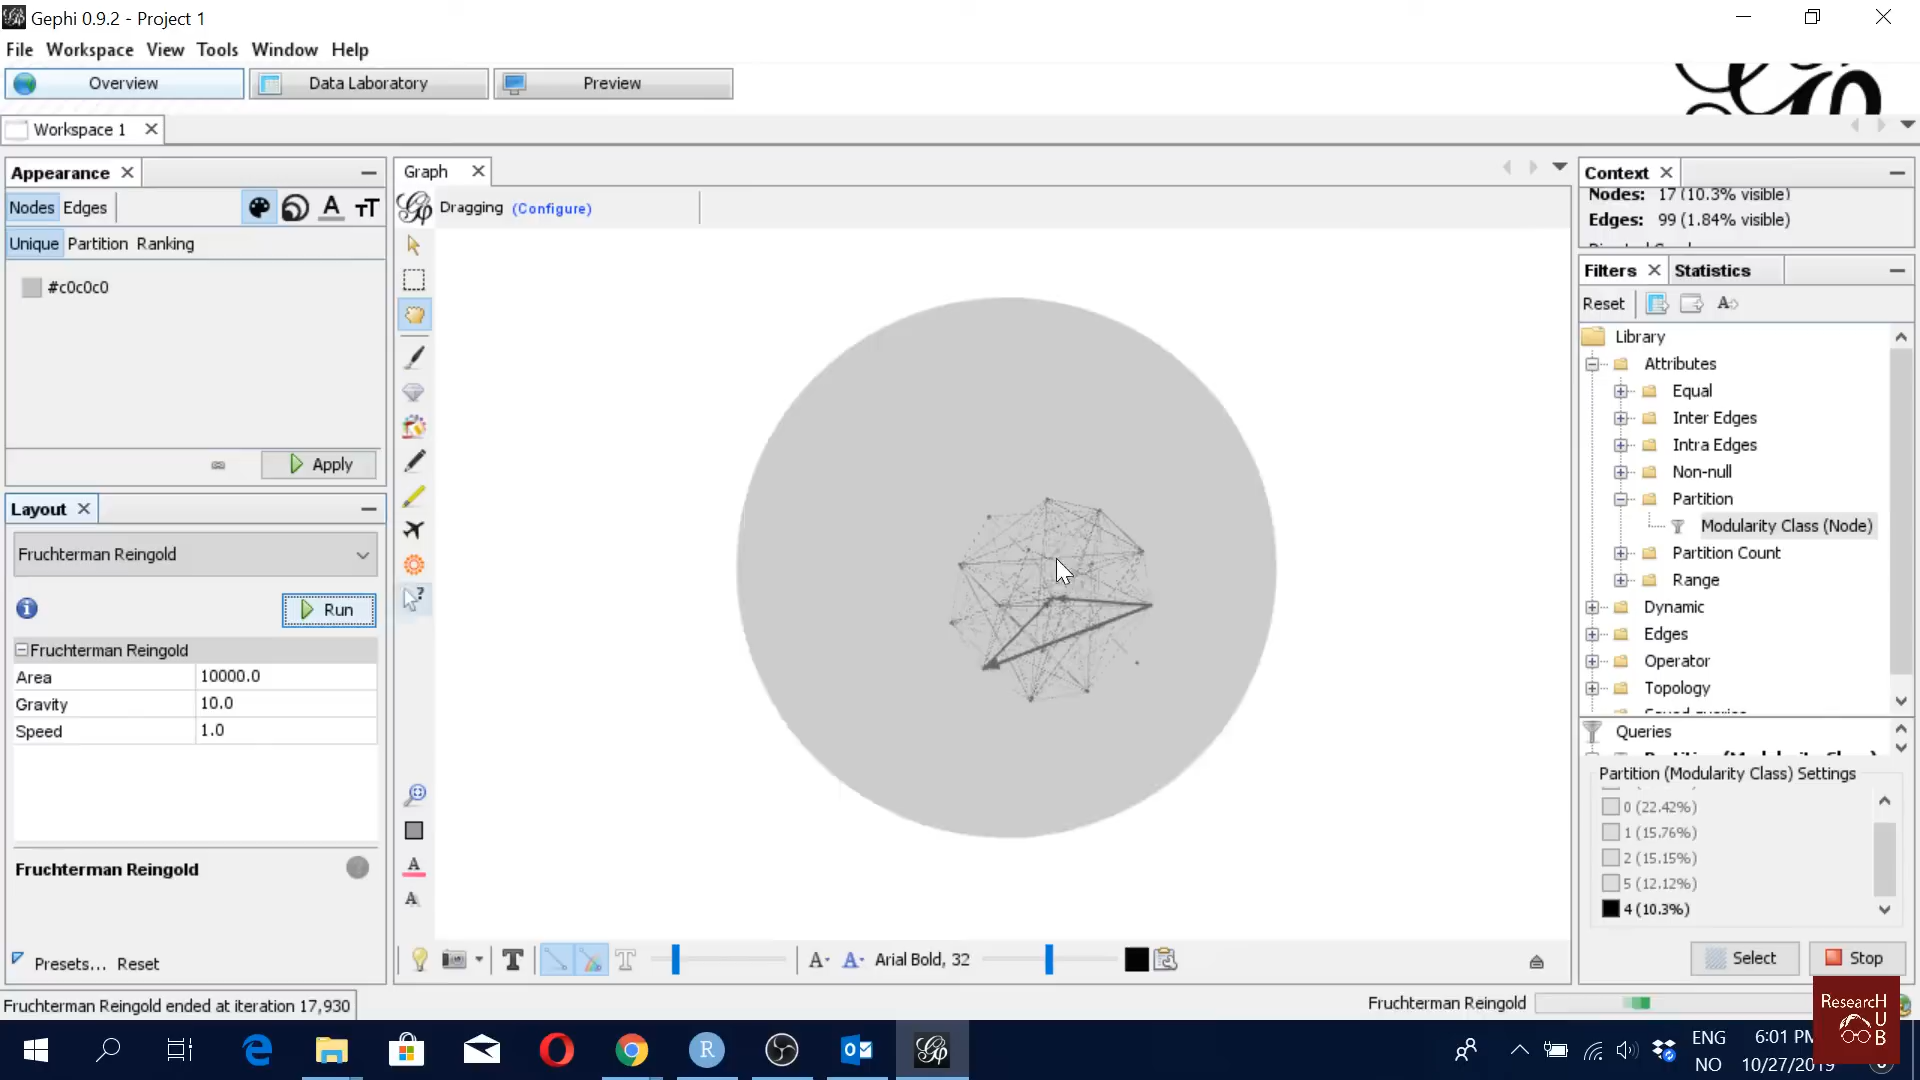 Gephi 0.9.2 - Project 1
File Workspace View Tools Window Help
Overview
Data Laboratory
Preview
Workspace 1
Appearance
Nodes Edges
Unique Partition Ranking
#c0c0c0
Apply
Layout
Fruchterman Reingold
Run
Fruchterman Reingold
Area 10000.0
Gravity 10.0
Speed 1.0
Fruchterman Reingold
Presets... Reset
Fruchterman Reingold ended at iteration 17,930
Graph
Dragging (Configure)
Arial Bold, 32
Context
Nodes: 17 (10.3% visible)
Edges: 99 (1.84% visible)
Filters Statistics
Reset
Library
Attributes
Equal
Inter Edges
Intra Edges
Non-null
Partition
Modularity Class (Node)
Partition Count
Range
Dynamic
Edges
Operator
Topology
Queries
Partition (Modularity Class) Settings
0 (22.42%)
1 (15.76%)
2 (15.15%)
5 (12.12%)
4 (10.3%)
Select Stop
Fruchterman Reingold
ResearcH
U
B
ENG
NO
6:01 PM
10/27/2019